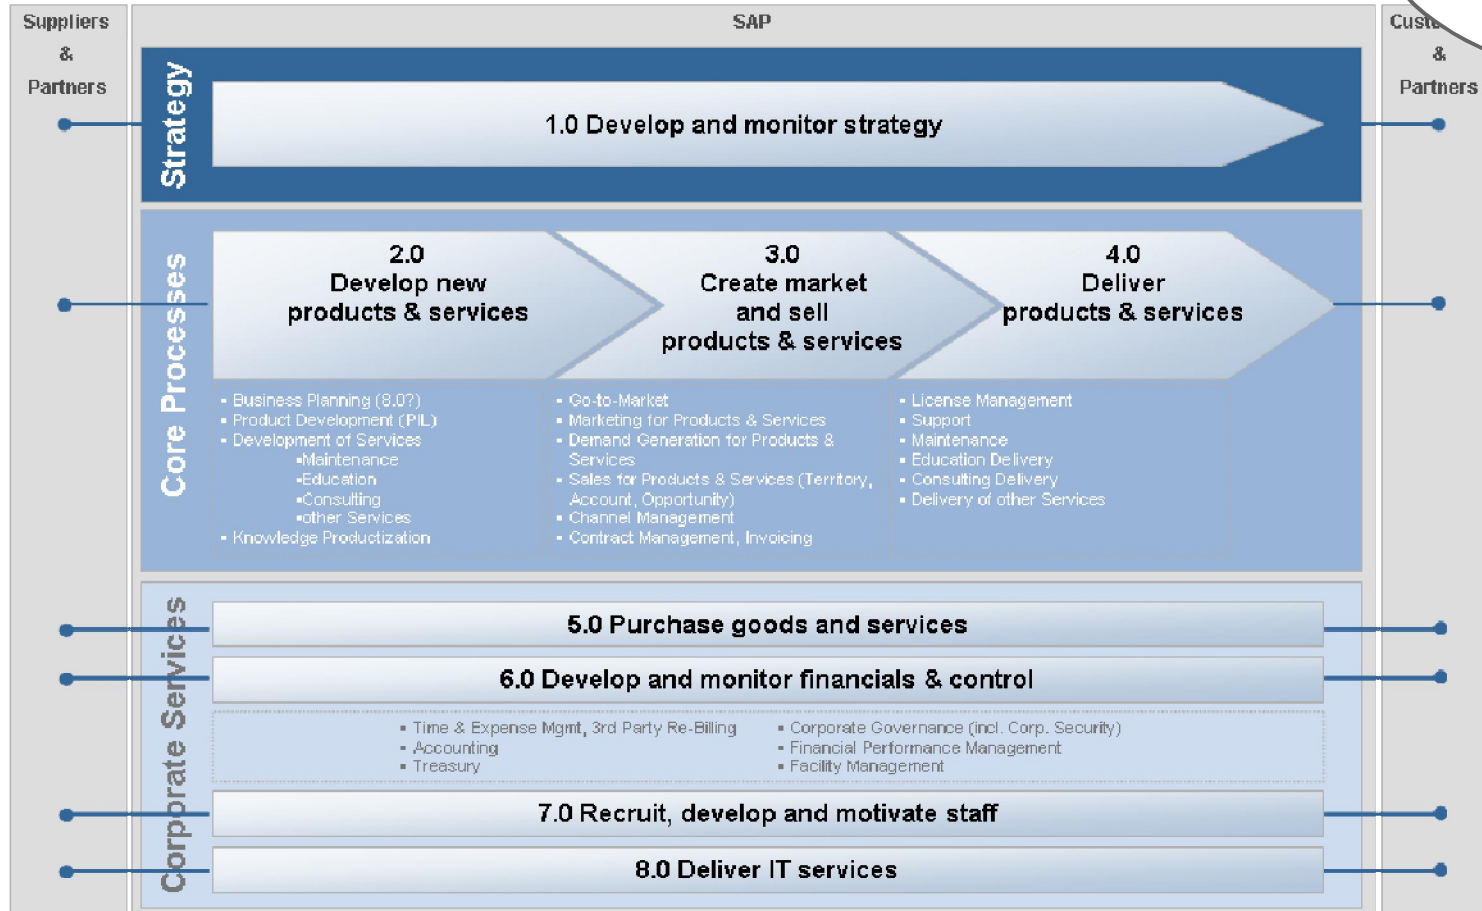 Suppliers
&
Partners
SAP
Cust
&
Partners
Strategy
1.0 Develop and monitor strategy
Core Processes
2.0
Develop new
products & services
3.0
Create market
and sell
products & services
4.0
Deliver
products & services
▪ Business Planning (8.0?)
▪ Product Development (PIL)
▪ Development of Services
▪Maintenance
▪Education
▪Consulting
▪other Services
▪ Knowledge Productization
▪ Go-to-Market
▪ Marketing for Products & Services
▪ Demand Generation for Products &
Services
▪ Sales for Products & Services (Territory,
Account, Opportunity)
▪ Channel Management
▪ Contract Management, Invoicing
▪ License Management
▪ Support
▪ Maintenance
▪ Education Delivery
▪ Consulting Delivery
▪ Delivery of other Services
Corporate Services
5.0 Purchase goods and services
6.0 Develop and monitor financials & control
▪ Time & Expense Mgmt, 3rd Party Re-Billing
▪ Accounting
▪ Treasury
▪ Corporate Governance (incl. Corp. Security)
▪ Financial Performance Management
▪ Facility Management
7.0 Recruit, develop and motivate staff
8.0 Deliver IT services